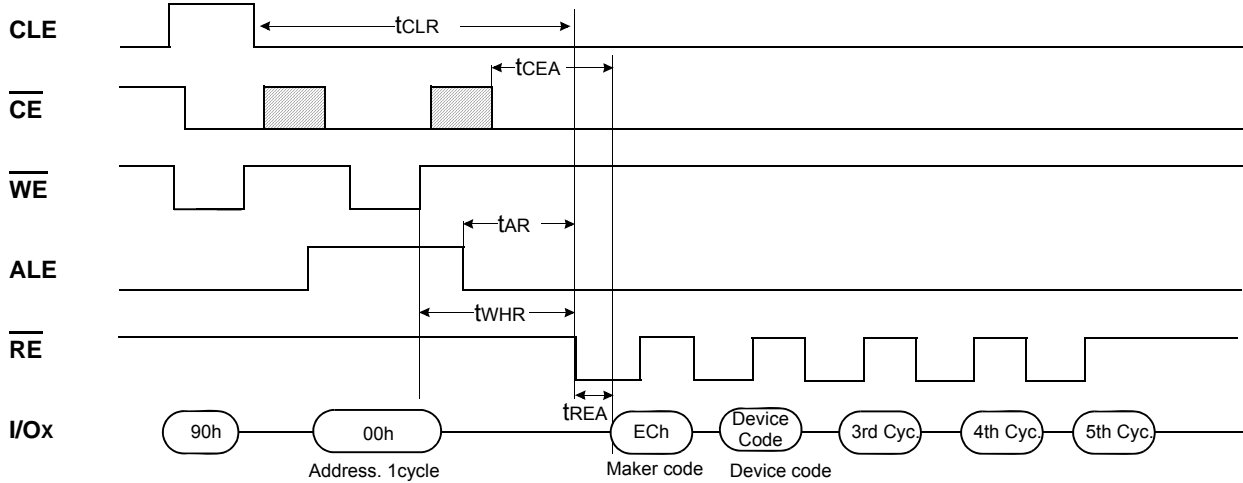 CLE
tCLR
tCEA
CE
WE
tAR
ALE
tWHR
RE
tREA
I/Ox
90h
00h
ECh
Device
Code
3rd Cyc.
4th Cyc.
5th Cyc.
Address. 1cycle
Maker code
Device code